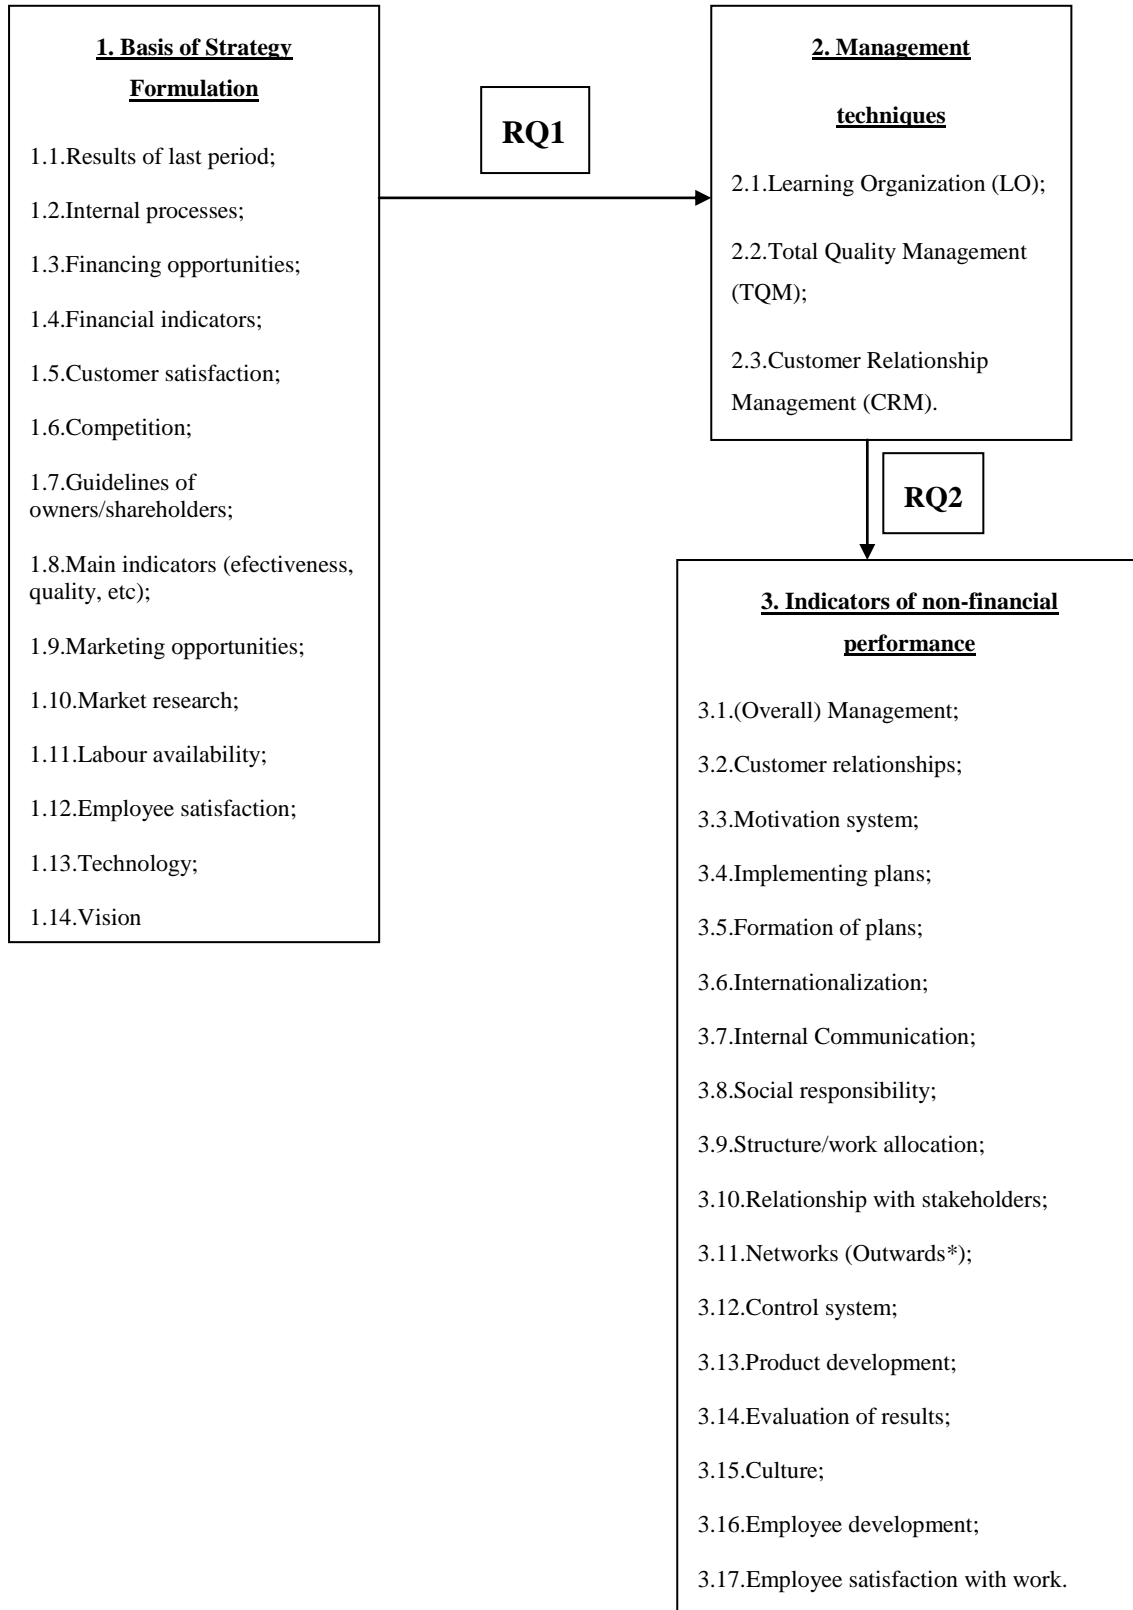 1. Basis of Strategy
Formulation
1.1.Results of last period;
1.2.Internal processes;
1.3.Financing opportunities;
1.4.Financial indicators;
1.5.Customer satisfaction;
1.6.Competition;
1.7.Guidelines of
owners/shareholders;
1.8.Main indicators (efectiveness,
quality, etc);
1.9.Marketing opportunities;
1.10.Market research;
1.11.Labour availability;
1.12.Employee satisfaction;
1.13.Technology;
1.14.Vision
RQ1
2. Management
techniques
2.1.Learning Organization (LO);
2.2.Total Quality Management
(TQM);
2.3.Customer Relationship
Management (CRM).
RQ2
3. Indicators of non-financial
performance
3.1.(Overall) Management;
3.2.Customer relationships;
3.3.Motivation system;
3.4.Implementing plans;
3.5.Formation of plans;
3.6.Internationalization;
3.7.Internal Communication;
3.8.Social responsibility;
3.9.Structure/work allocation;
3.10.Relationship with stakeholders;
3.11.Networks (Outwards*);
3.12.Control system;
3.13.Product development;
3.14.Evaluation of results;
3.15.Culture;
3.16.Employee development;
3.17.Employee satisfaction with work.